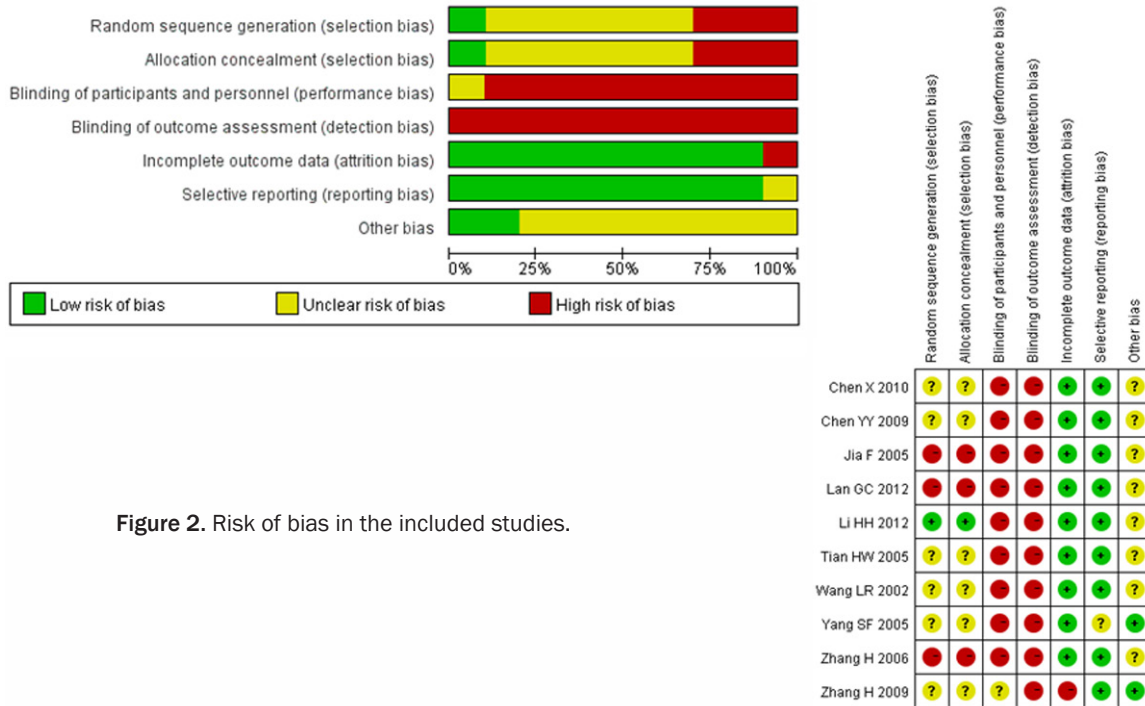 Random sequence generation (selection bias)
Allocation concealment (selection bias)
Blinding of participants and personnel (performance bias)
Blinding of outcome assessment (detection bias)
Incomplete outcome data (attrition bias)
Selective reporting (reporting bias)
Other bias
0% 25% 50% 75% 100%
Low risk of bias Unclear risk of bias High risk of bias
Figure 2. Risk of bias in the included studies.
Random sequence generation (selection bias)
Allocation concealment (selection bias)
Blinding of participants and personnel (performance bias)
Blinding of outcome assessment (detection bias)
Incomplete outcome data (attrition bias)
Selective reporting (reporting bias)
Other bias
Chen X 2010 ? ? - - + + ?
Chen YY 2009 ? ? - - + + ?
Jia F 2005 - - - - + + ?
Lan GC 2012 - - - - + + ?
Li HH 2012 + + - - + + ?
Tian HW 2005 ? ? - - + + ?
Wang LR 2002 ? ? - - + + ?
Yang SF 2005 ? ? - - + ? +
Zhang H 2006 - - - - + + ?
Zhang H 2009 ? ? ? - - + +